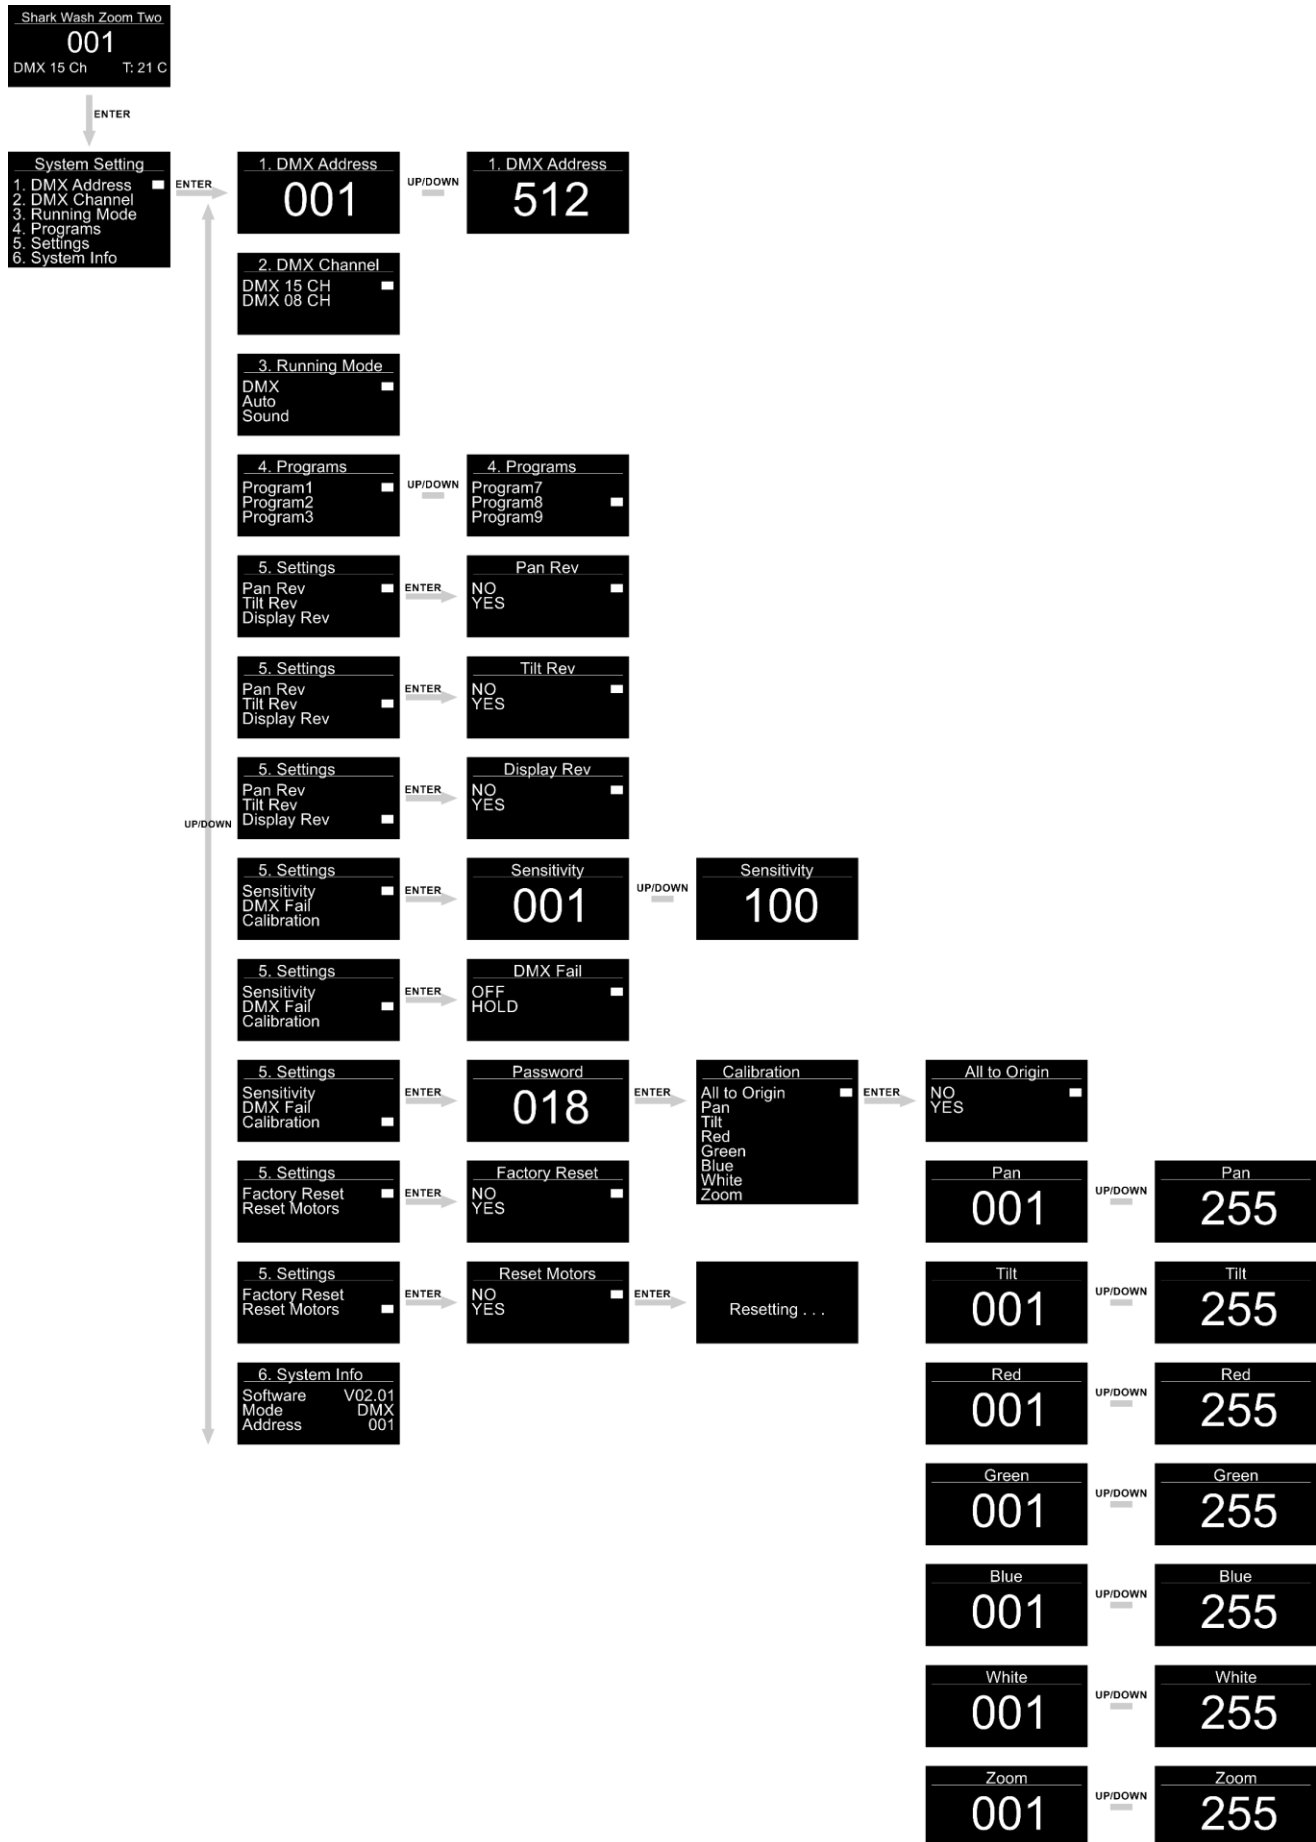 Shark Wash Zoom Two
001
DMX 15 Ch T: 21 C
ENTER
System Setting
1. DMX Address
2. DMX Channel
3. Running Mode
4. Programs
5. Settings
6. System Info
ENTER
1. DMX Address
001
UP/DOWN
1. DMX Address
512
2. DMX Channel
DMX 15 CH
DMX 08 CH
3. Running Mode
DMX
Auto
Sound
4. Programs
Program1
Program2
Program3
UP/DOWN
4. Programs
Program7
Program8
Program9
5. Settings
Pan Rev
Tilt Rev
Display Rev
ENTER
Pan Rev
NO
YES
5. Settings
Pan Rev
Tilt Rev
Display Rev
ENTER
Tilt Rev
NO
YES
UP/DOWN
5. Settings
Pan Rev
Tilt Rev
Display Rev
ENTER
Display Rev
NO
YES
5. Settings
Sensitivity
DMX Fail
Calibration
ENTER
Sensitivity
001
UP/DOWN
Sensitivity
100
5. Settings
Sensitivity
DMX Fail
Calibration
ENTER
DMX Fail
OFF
HOLD
5. Settings
Sensitivity
DMX Fail
Calibration
ENTER
Password
018
ENTER
Calibration
All to Origin
Pan
Tilt
Red
Green
Blue
White
Zoom
ENTER
All to Origin
NO
YES
5. Settings
Factory Reset
Reset Motors
ENTER
Factory Reset
NO
YES
Pan
001
UP/DOWN
Pan
255
5. Settings
Factory Reset
Reset Motors
ENTER
Reset Motors
NO
YES
ENTER
Resetting . . .
Tilt
001
UP/DOWN
Tilt
255
6. System Info
Software V02.01
Mode DMX
Address 001
Red
001
UP/DOWN
Red
255
Green
001
UP/DOWN
Green
255
Blue
001
UP/DOWN
Blue
255
White
001
UP/DOWN
White
255
Zoom
001
UP/DOWN
Zoom
255